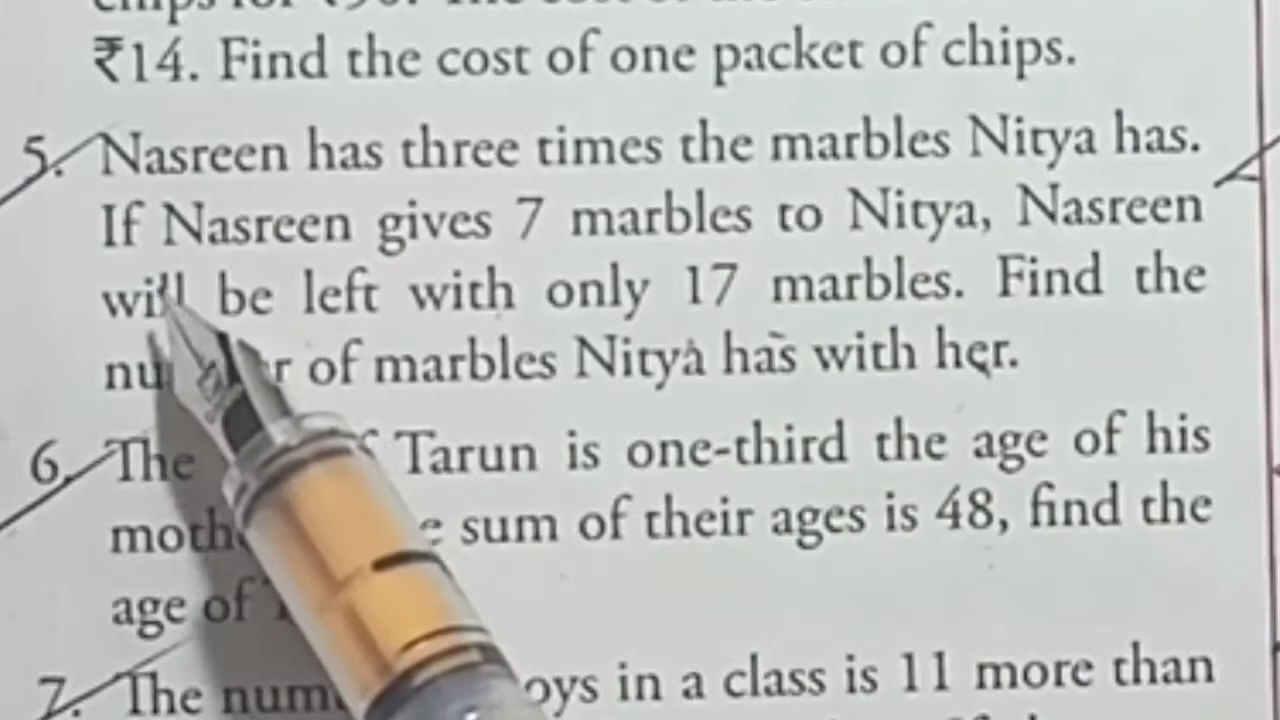 ₹14. Find the cost of one packet of chips.
5. Nasreen has three times the marbles Nitya has.
If Nasreen gives 7 marbles to Nitya, Nasreen
will be left with only 17 marbles. Find the
of marbles Nitya has with her.
6. The Tarun is one-third the age of his
sum of their ages is 48, find the
age of
7. The in a class is 11 more than